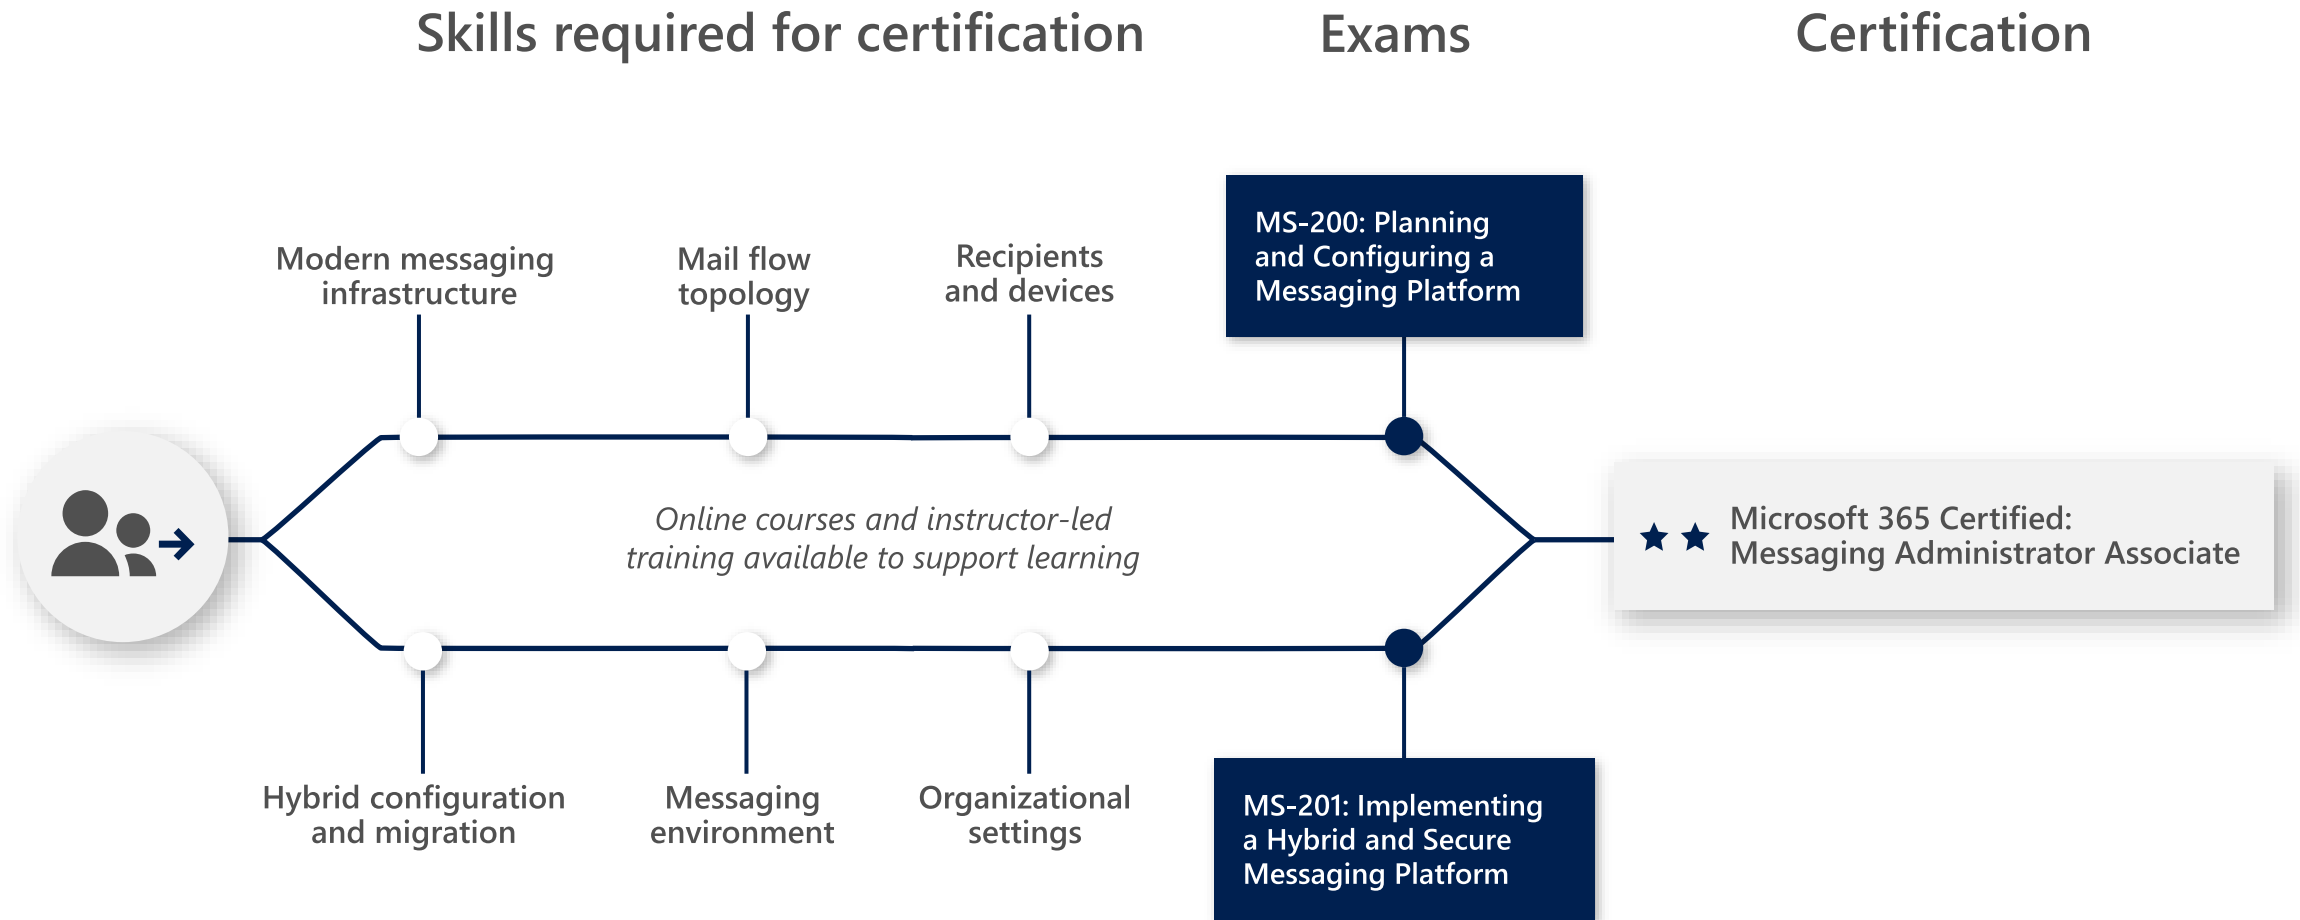 Skills required for certification
Exams
Certification
Modern messaging
infrastructure
Mail flow
topology
Recipients
and devices
MS-200: Planning
and Configuring a
Messaging Platform
Online courses and instructor-led
training available to support learning
Microsoft 365 Certified:
Messaging Administrator Associate
Hybrid configuration
and migration
Messaging
environment
Organizational
settings
MS-201: Implementing
a Hybrid and Secure
Messaging Platform